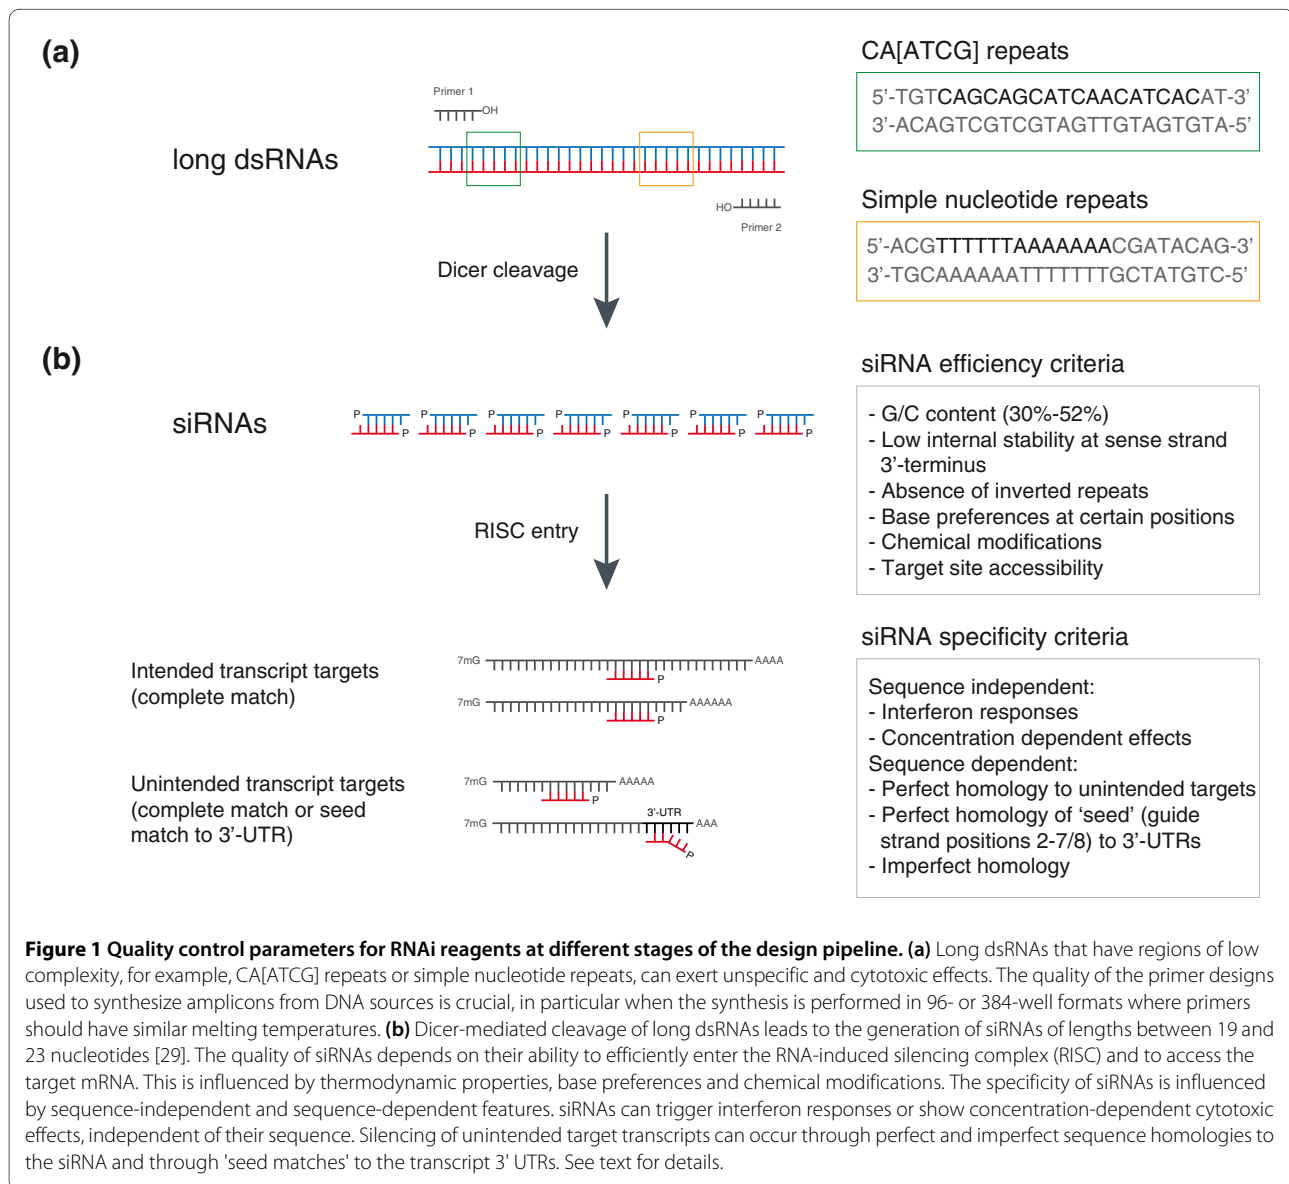 (a)
CA[ATCG] repeats
5’-TGTCAGCAGCATCAACATCACAT-3’
3’-ACAGTCGTCGTAGTTGTAGTGTA-5’
Primer 1
OH
long dsRNAs
HO
Primer 2
Simple nucleotide repeats
5’-ACGTTTTTTAAAAAAACGATACAG-3’
3’-TGCAAAAAATTTTTTTGCTATGTC-5’
Dicer cleavage
(b)
siRNAs
P P P P P P P
P P P P P P P
siRNA efficiency criteria
- G/C content (30%-52%)
- Low internal stability at sense strand
3’-terminus
- Absence of inverted repeats
- Base preferences at certain positions
- Chemical modifications
- Target site accessibility
RISC entry
Intended transcript targets
(complete match)
7mG AAAA
P
7mG AAAAAA
P
Unintended transcript targets
(complete match or seed
match to 3’-UTR)
7mG AAAAA
P
3’-UTR
7mG AAA
P
siRNA specificity criteria
Sequence independent:
- Interferon responses
- Concentration dependent effects
Sequence dependent:
- Perfect homology to unintended targets
- Perfect homology of ‘seed’ (guide
strand positions 2-7/8) to 3’-UTRs
- Imperfect homology
Figure 1 Quality control parameters for RNAi reagents at different stages of the design pipeline. (a) Long dsRNAs that have regions of low
complexity, for example, CA[ATCG] repeats or simple nucleotide repeats, can exert unspecific and cytotoxic effects. The quality of the primer designs
used to synthesize amplicons from DNA sources is crucial, in particular when the synthesis is performed in 96- or 384-well formats where primers
should have similar melting temperatures. (b) Dicer-mediated cleavage of long dsRNAs leads to the generation of siRNAs of lengths between 19 and
23 nucleotides [29]. The quality of siRNAs depends on their ability to efficiently enter the RNA-induced silencing complex (RISC) and to access the
target mRNA. This is influenced by thermodynamic properties, base preferences and chemical modifications. The specificity of siRNAs is influenced
by sequence-independent and sequence-dependent features. siRNAs can trigger interferon responses or show concentration-dependent cytotoxic
effects, independent of their sequence. Silencing of unintended target transcripts can occur through perfect and imperfect sequence homologies to
the siRNA and through 'seed matches' to the transcript 3' UTRs. See text for details.